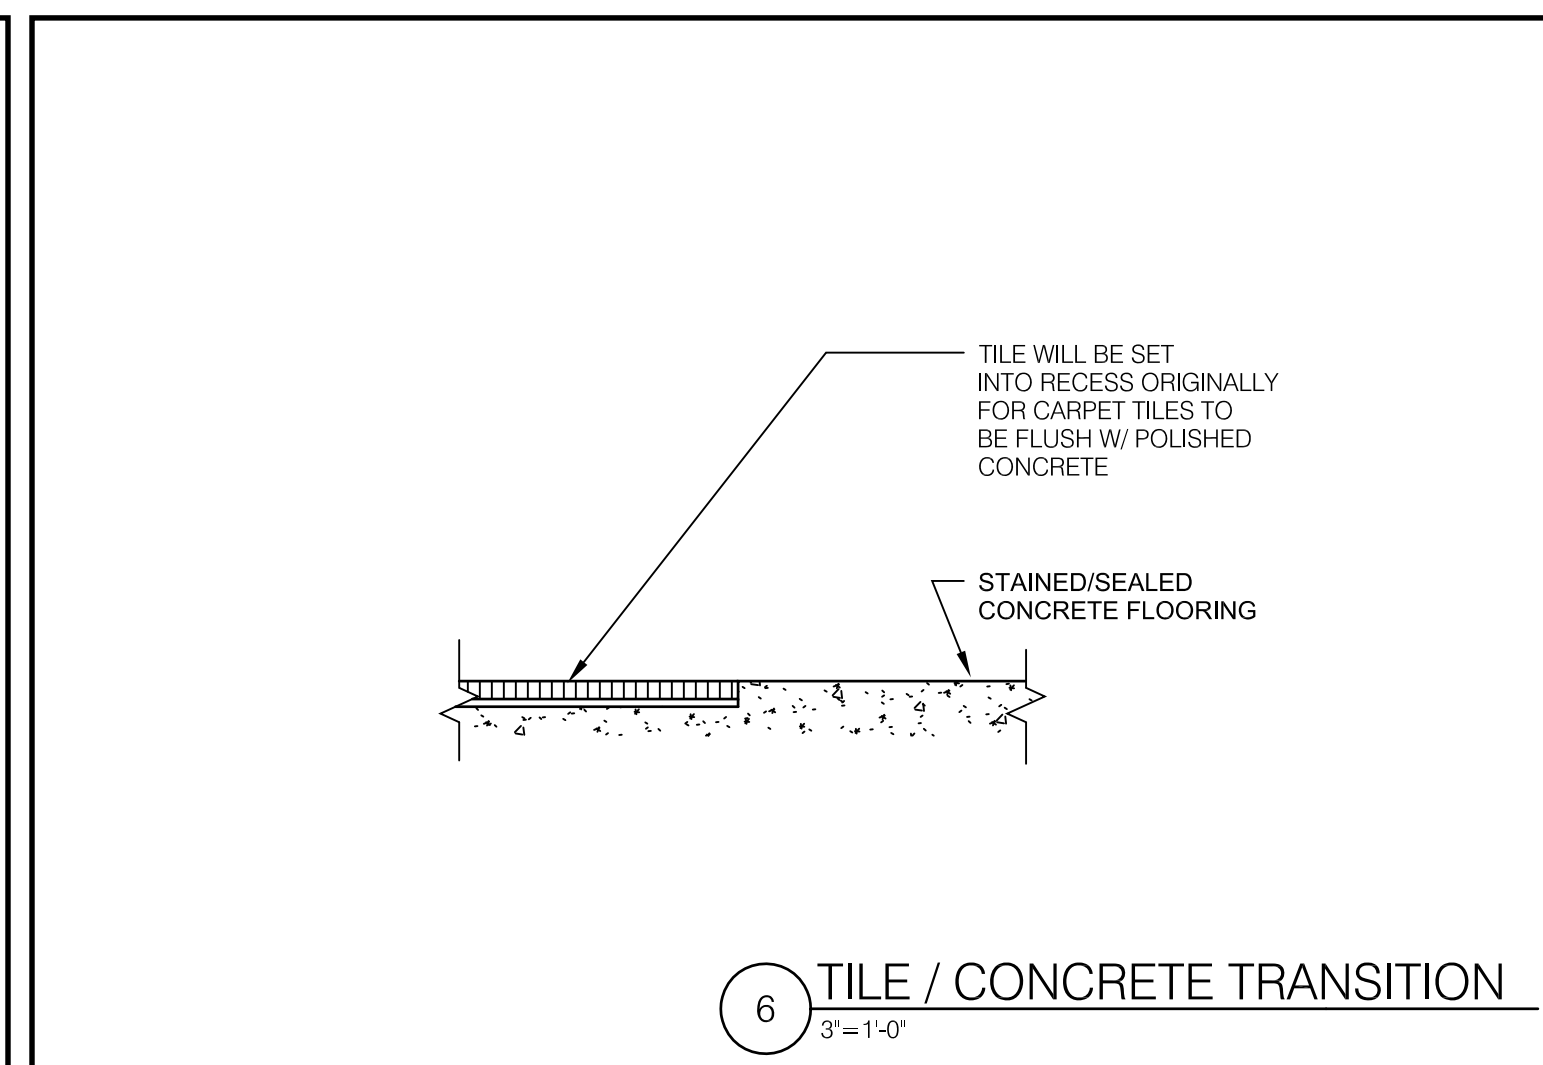 TILE WILL BE SET
INTO RECESS ORIGINALLY
FOR CARPET TILES TO
BE FLUSH W/ POLISHED
CONCRETE
STAINED/SEALED
CONCRETE FLOORING
6
TILE / CONCRETE TRANSITION
3"=1'-0"